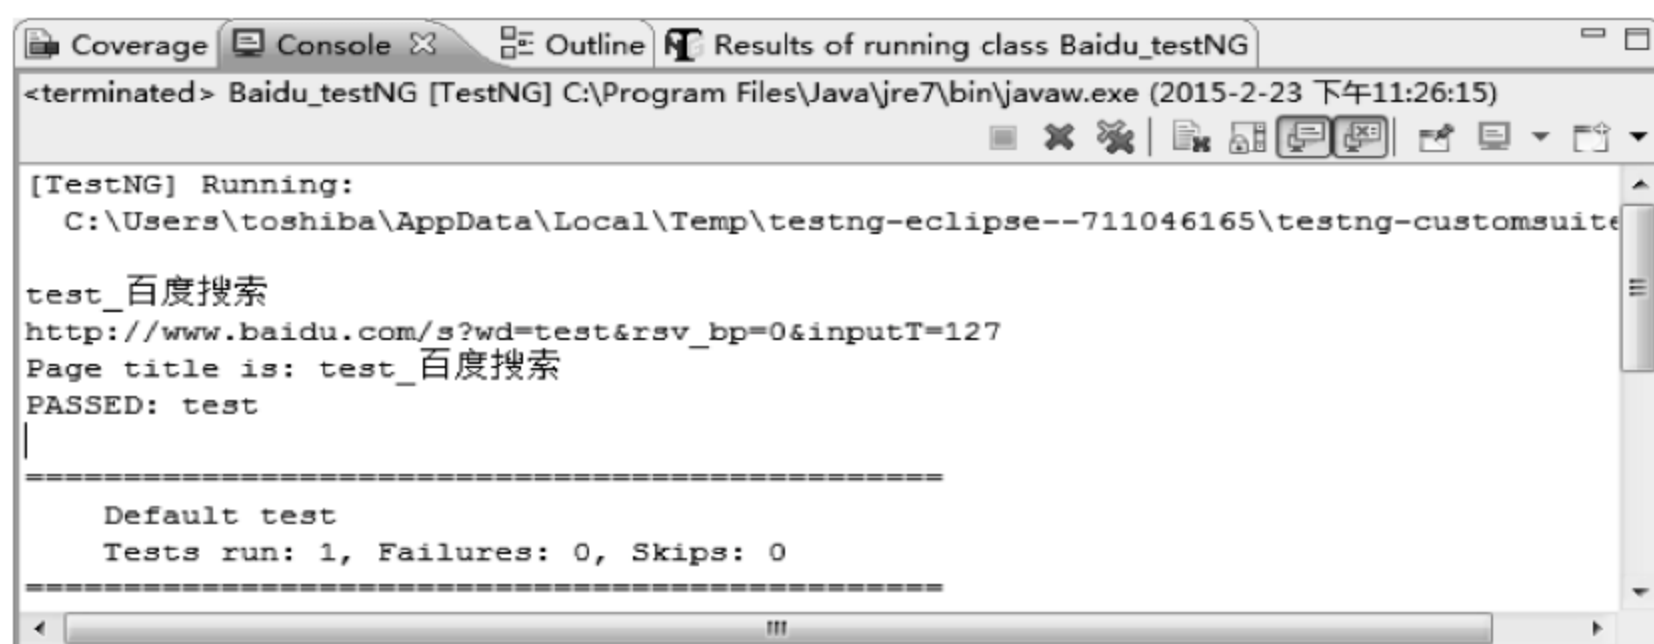 Coverage Console Outline Results of running class Baidu_testNG
<terminated> Baidu_testNG [TestNG] C:\Program Files\Java\jre7\bin\javaw.exe (2015-2-23 下午11:26:15)
[TestNG] Running:
C:\Users\toshiba\AppData\Local\Temp\testng-eclipse--711046165\testng-customsuite
test_百度搜索
http://www.baidu.com/s?wd=test&rsv_bp=0&inputT=127
Page title is: test_百度搜索
PASSED: test
===============================================
Default test
Tests run: 1, Failures: 0, Skips: 0
===============================================